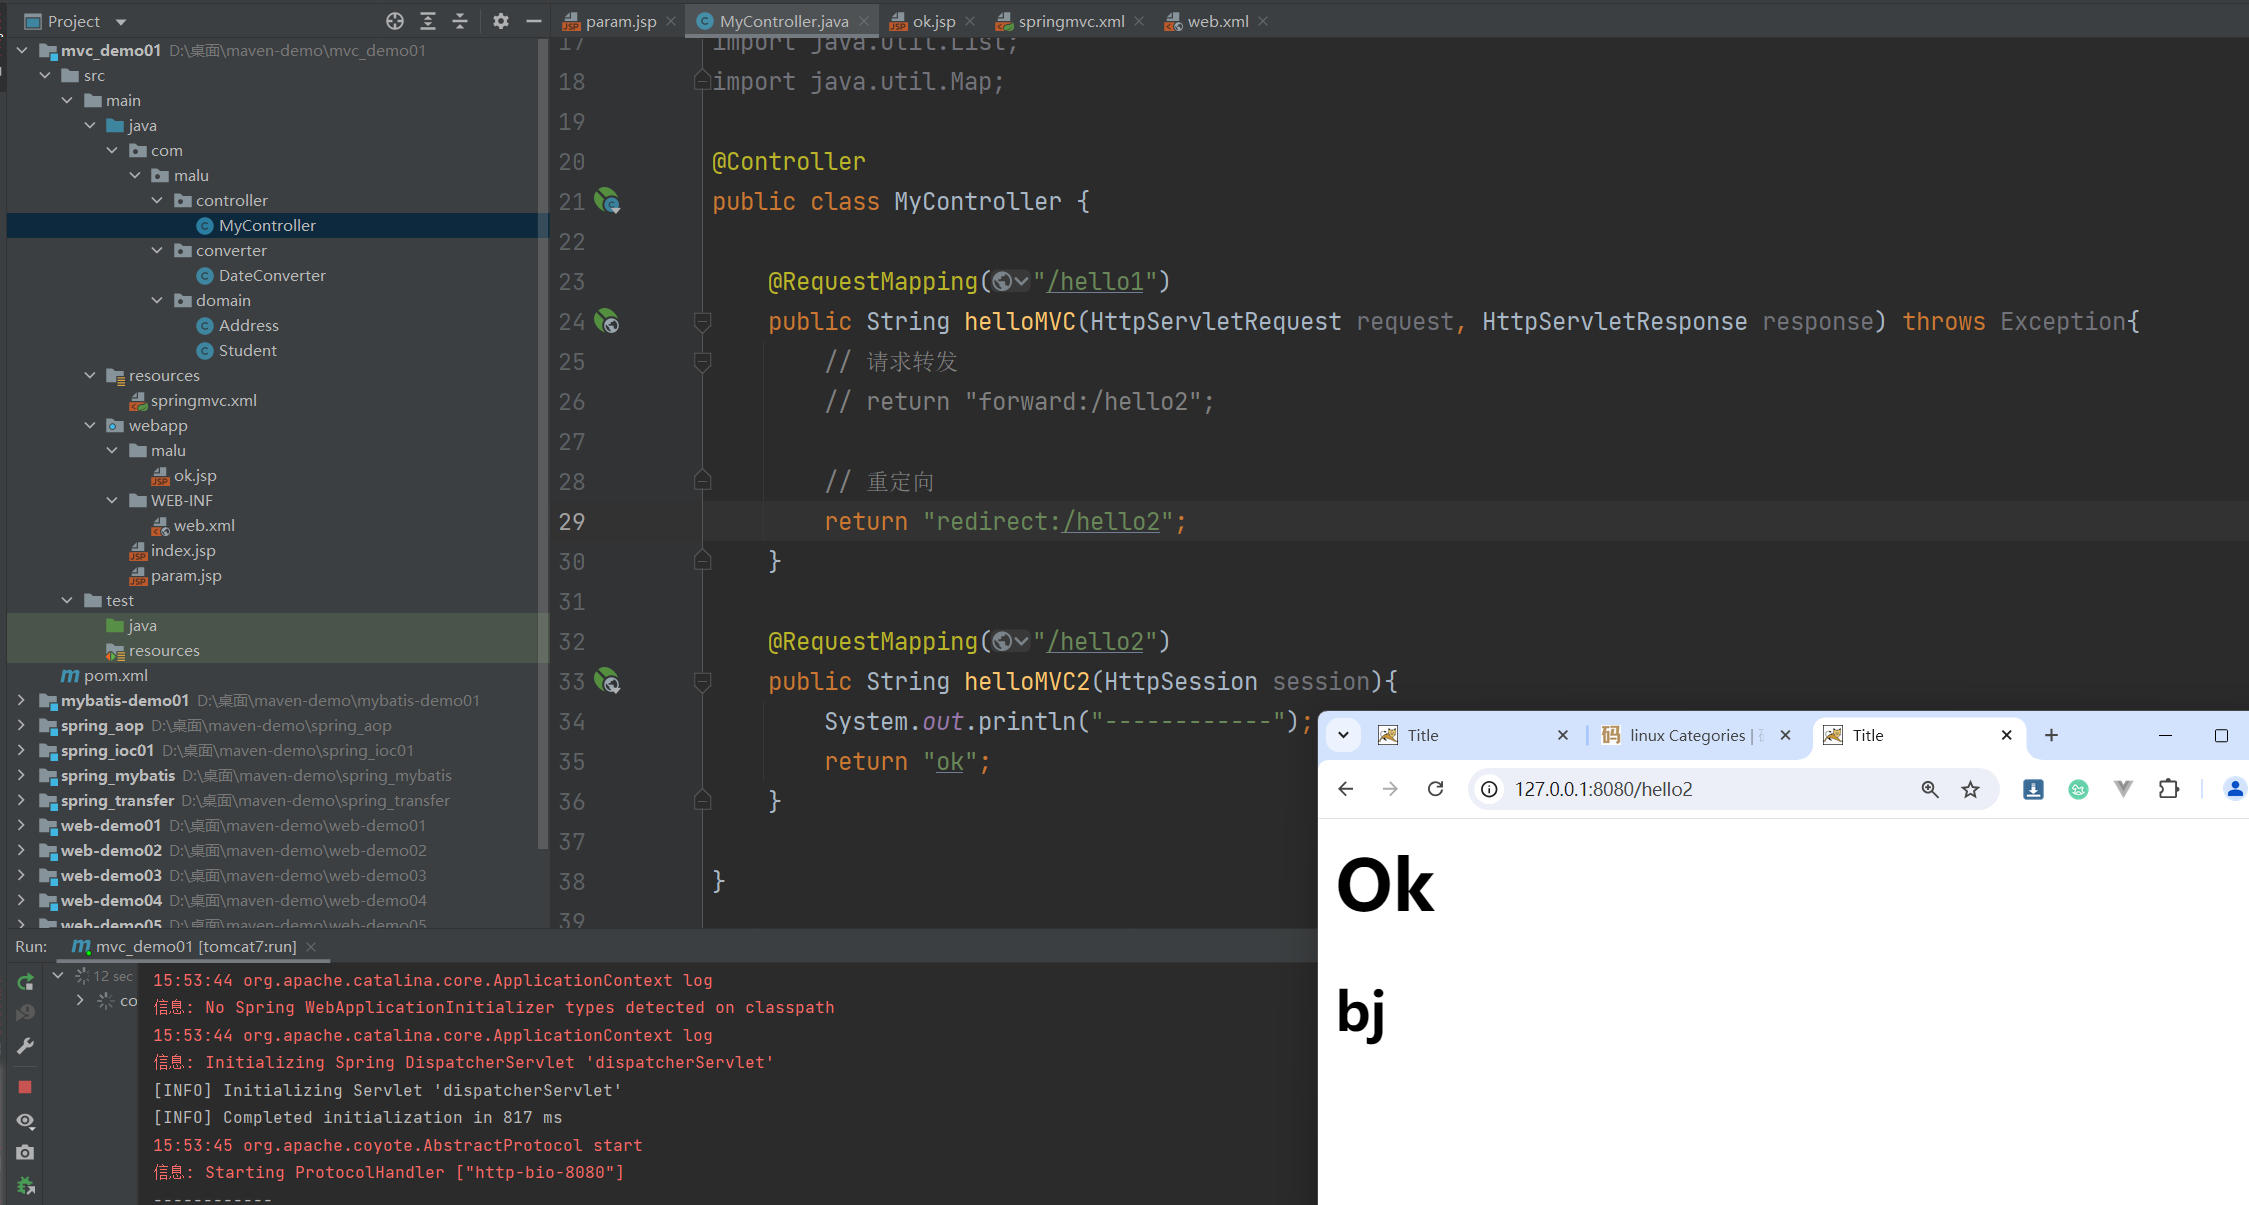 Project
mvc_demo01 D:\桌面\maven-demo\mvc_demo01
src
main
java
com
malu
controller
MyController
converter
DateConverter
domain
Address
Student
resources
springmvc.xml
webapp
malu
ok.jsp
WEB-INF
web.xml
index.jsp
param.jsp
test
java
resources
pom.xml
mybatis-demo01 D:\桌面\maven-demo\mybatis-demo01
spring_aop D:\桌面\maven-demo\spring_aop
spring_ioc01 D:\桌面\maven-demo\spring_ioc01
spring_mybatis D:\桌面\maven-demo\spring_mybatis
spring_transfer D:\桌面\maven-demo\spring_transfer
web-demo01 D:\桌面\maven-demo\web-demo01
web-demo02 D:\桌面\maven-demo\web-demo02
web-demo03 D:\桌面\maven-demo\web-demo03
web-demo04 D:\桌面\maven-demo\web-demo04
web-demo05 D:\桌面\maven-demo\web-demo05
param.jsp MyController.java ok.jsp springmvc.xml web.xml
17 import java.util.List;
18 import java.util.Map;
19
20 @Controller
21 public class MyController {
22
23 @RequestMapping("/hello1")
24 public String helloMVC(HttpServletRequest request, HttpServletResponse response) throws Exception{
25 // 请求转发
26 // return "forward:/hello2";
27
28 // 重定向
29 return "redirect:/hello2";
30 }
31
32 @RequestMapping("/hello2")
33 public String helloMVC2(HttpSession session){
34 System.out.println("------------");
35 return "ok";
36 }
37
38 }
39
Run: mvc_demo01 [tomcat7:run]
12 sec
co
15:53:44 org.apache.catalina.core.ApplicationContext log
信息: No Spring WebApplicationInitializer types detected on classpath
15:53:44 org.apache.catalina.core.ApplicationContext log
信息: Initializing Spring DispatcherServlet 'dispatcherServlet'
[INFO] Initializing Servlet 'dispatcherServlet'
[INFO] Completed initialization in 817 ms
15:53:45 org.apache.coyote.AbstractProtocol start
信息: Starting ProtocolHandler ["http-bio-8080"]
------------
Title 码 linux Categories | Title
127.0.0.1:8080/hello2
Ok
bj